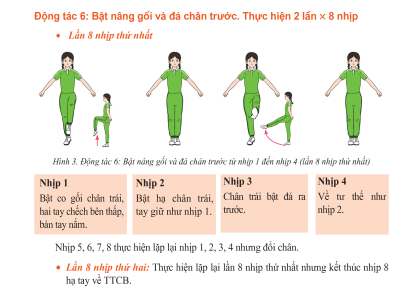 Động tác 6: Bật nâng gối và đá chân trước. Thực hiện 2 lần × 8 nhịp
• Lần 8 nhịp thứ nhất
Hình 3. Động tác 6: Bật nâng gối và đá chân trước từ nhịp 1 đến nhịp 4 (lần 8 nhịp thứ nhất)
Nhịp 1
Bật co gối chân trái,
hai tay chếch bên thấp,
bàn tay nắm.
Nhịp 2
Bật hạ chân trái,
tay giữ như nhịp 1.
Nhịp 3
Chân trái bật đá ra
trước.
Nhịp 4
Về tư thế như
nhịp 2.
Nhịp 5, 6, 7, 8 thực hiện lặp lại nhịp 1, 2, 3, 4 nhưng đổi chân.
• Lần 8 nhịp thứ hai: Thực hiện lặp lại lần 8 nhịp thứ nhất nhưng kết thúc nhịp 8
hạ tay về TTCB.